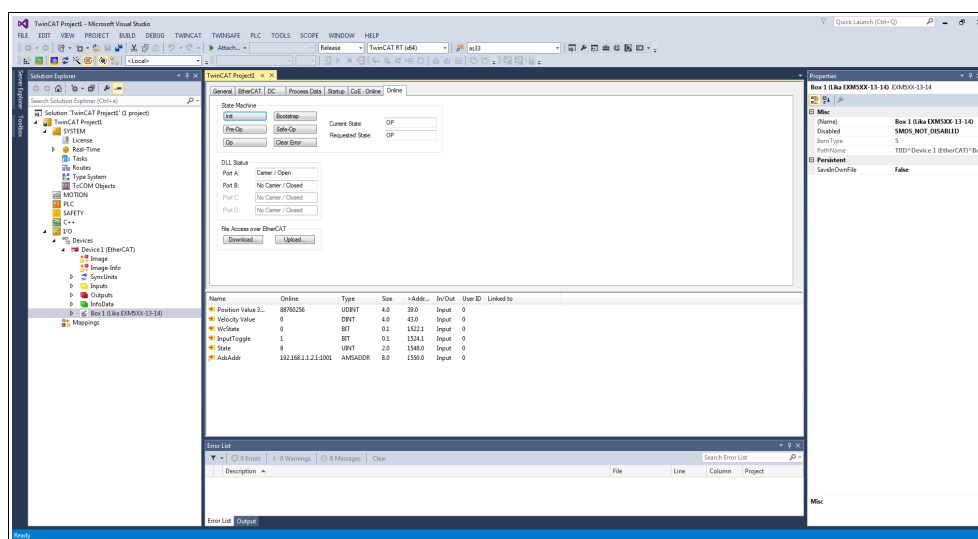 TwinCAT Project1 - Microsoft Visual Studio
Quick Launch (Ctrl+Q)
FILE EDIT VIEW PROJECT BUILD DEBUG TWINCAT TWINSAFE PLC TOOLS SCOPE WINDOW HELP
Attach... Release TwinCAT RT (x64) as33
<Local>
Server Explorer
Toolbox
Solution Explorer
Search Solution Explorer (Ctrl+è)
Solution 'TwinCAT Project1' (1 project)
TwinCAT Project1
SYSTEM
License
Real-Time
Tasks
Routes
Type System
TcCOM Objects
MOTION
PLC
SAFETY
C++
I/O
Devices
Device 1 (EtherCAT)
Image
Image-Info
SyncUnits
Inputs
Outputs
InfoData
Box 1 (Lika EXM5XX-13-14)
Mappings
TwinCAT Project1
General EtherCAT DC Process Data Startup CoE - Online Online
State Machine
Init Bootstrap
Pre-Op Safe-Op
Op Clear Error
Current State: OP
Requested State: OP
DLL Status
Port A: Carrier / Open
Port B: No Carrier / Closed
Port C: No Carrier / Closed
Port D: No Carrier / Closed
File Access over EtherCAT
Download... Upload...
Name Online Type Size >Addr... In/Out User ID Linked to
Position Value 3... 88760256 UDINT 4.0 39.0 Input 0
Velocity Value 0 DINT 4.0 43.0 Input 0
WcState 0 BIT 0.1 1522.1 Input 0
InputToggle 1 BIT 0.1 1524.1 Input 0
State 8 UINT 2.0 1548.0 Input 0
AdsAddr 192.168.1.1.2.1:1001 AMSADDR 8.0 1550.0 Input 0
Error List
0 Errors 0 Warnings 0 Messages Clear
Search Error List
Description File Line Column Project
Error List Output
Properties
Box 1 (Lika EXM5XX-13-14) EXM5XX-13-14
Misc
(Name) Box 1 (Lika EXM5XX-13-14)
Disabled SMDS_NOT_DISABLED
ItemType 5
PathName TIID^Device 1 (EtherCAT)^Bo
Persistent
SaveInOwnFile False
Misc
Ready